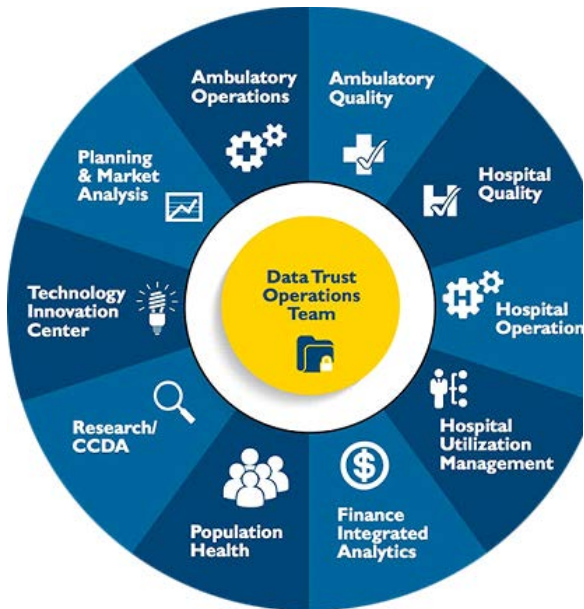 Ambulatory
Operations
Ambulatory
Quality
Hospital
Quality
Hospital
Operation
Hospital
Utilization
Management
Finance
Integrated
Analytics
Population
Health
Research/
CCDA
Technology
Innovation
Center
Planning
& Market
Analysis
Data Trust
Operations
Team
H
H
$